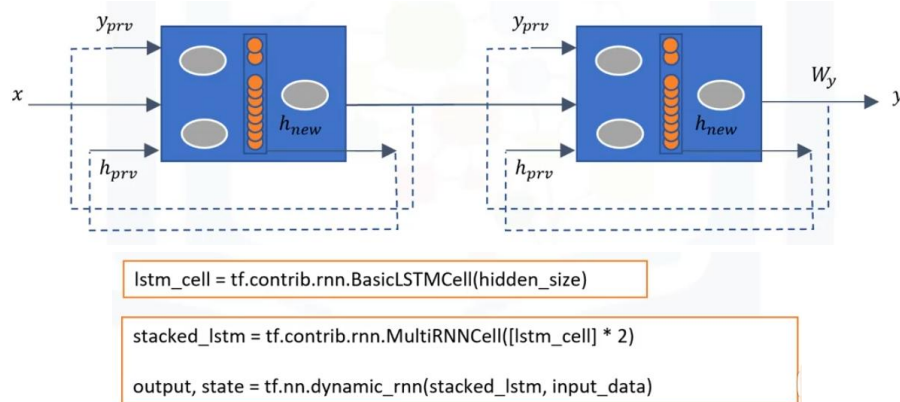 y_prv y_prv
W_y
x y
h_new h_new
h_prv h_prv
lstm_cell = tf.contrib.rnn.BasicLSTMCell(hidden_size)
stacked_lstm = tf.contrib.rnn.MultiRNNCell([lstm_cell] * 2)
output, state = tf.nn.dynamic_rnn(stacked_lstm, input_data)